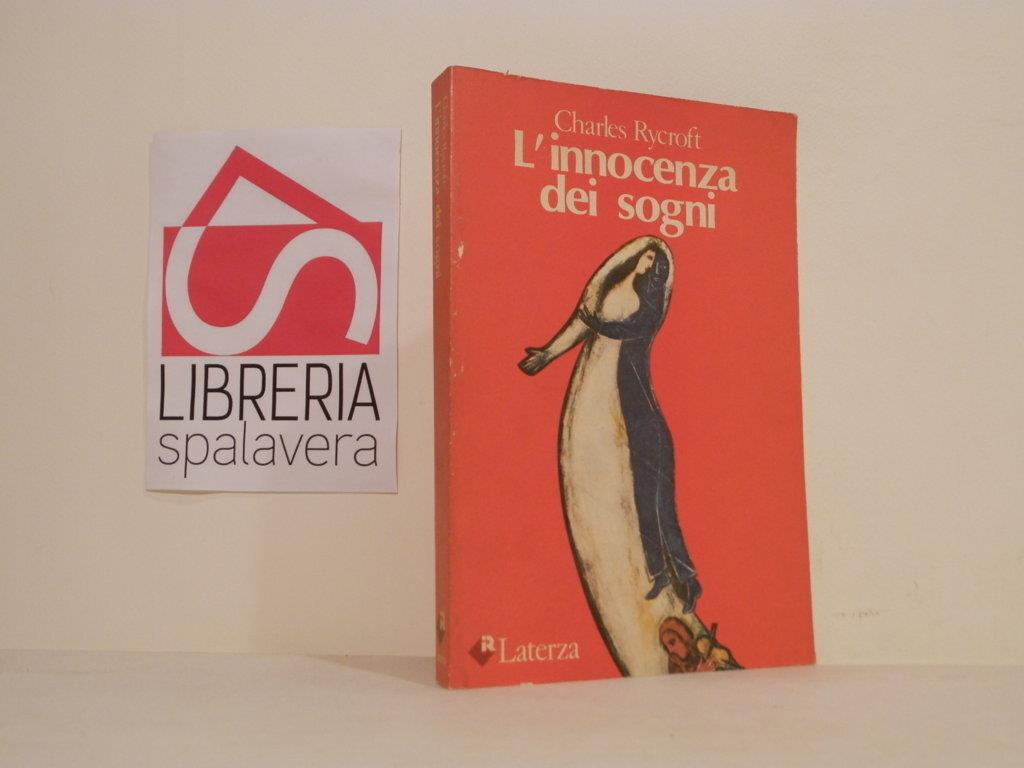 LIBRERIA
spalavera
Charles Rycroft
L'innocenza
dei sogni
R Laterza